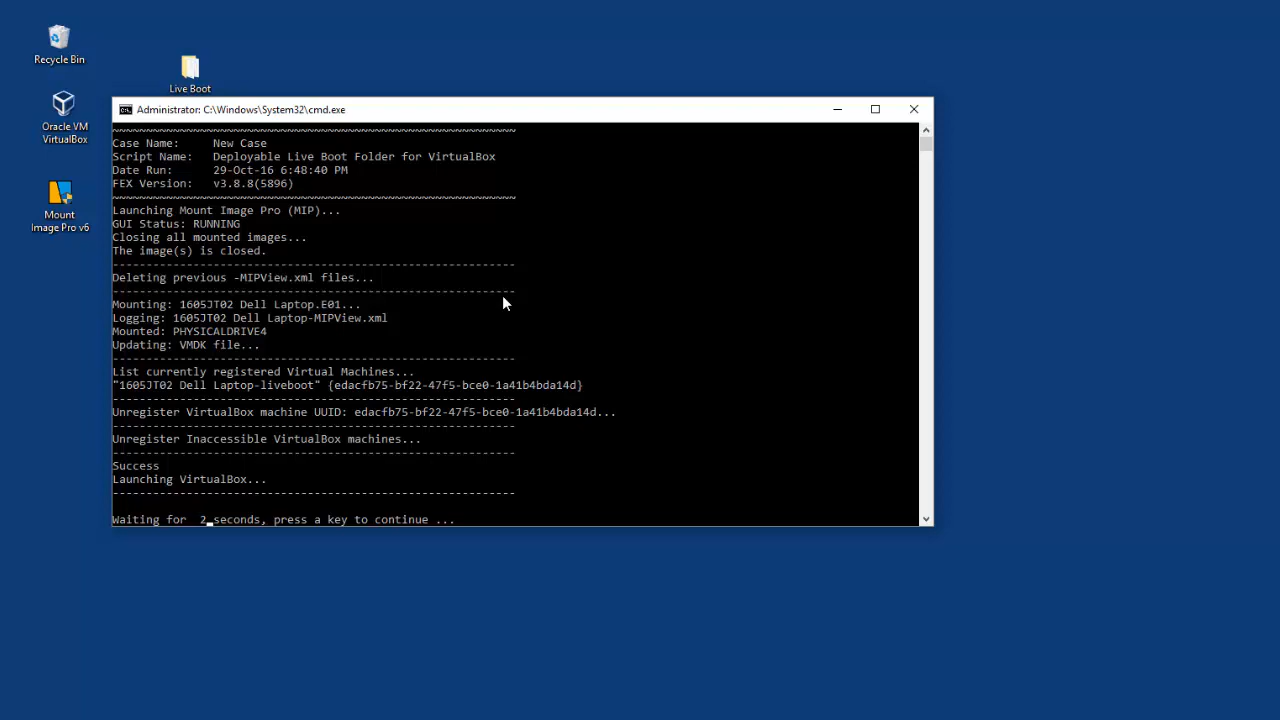 Recycle Bin
Live Boot
Oracle VM
VirtualBox
Mount
Image Pro v6
Administrator: C:\Windows\System32\cmd.exe
~~~~~~~~~~~~~~~~~~~~~~~~~~~~~~~~~~~~~~~~~~~~~~~~~~~~~~~~~~~~
Case Name:    New Case
Script Name:   Deployable Live Boot Folder for VirtualBox
Date Run:     29-Oct-16 6:48:40 PM
FEX Version:   v3.8.8(5896)
~~~~~~~~~~~~~~~~~~~~~~~~~~~~~~~~~~~~~~~~~~~~~~~~~~~~~~~~~~~~
Launching Mount Image Pro (MIP)...
GUI Status: RUNNING
Closing all mounted images...
The image(s) is closed.
------------------------------------------------------------
Deleting previous -MIPView.xml files...
------------------------------------------------------------
Mounting: 1605JT02 Dell Laptop.E01...
Logging: 1605JT02 Dell Laptop-MIPView.xml
Mounted: PHYSICALDRIVE4
Updating: VMDK file...
------------------------------------------------------------
List currently registered Virtual Machines...
"1605JT02 Dell Laptop-liveboot" {edacfb75-bf22-47f5-bce0-1a41b4bda14d}
------------------------------------------------------------
Unregister VirtualBox machine UUID: edacfb75-bf22-47f5-bce0-1a41b4bda14d...
------------------------------------------------------------
Unregister Inaccessible VirtualBox machines...
------------------------------------------------------------
Success
Launching VirtualBox...
------------------------------------------------------------
Waiting for  2 seconds, press a key to continue ...